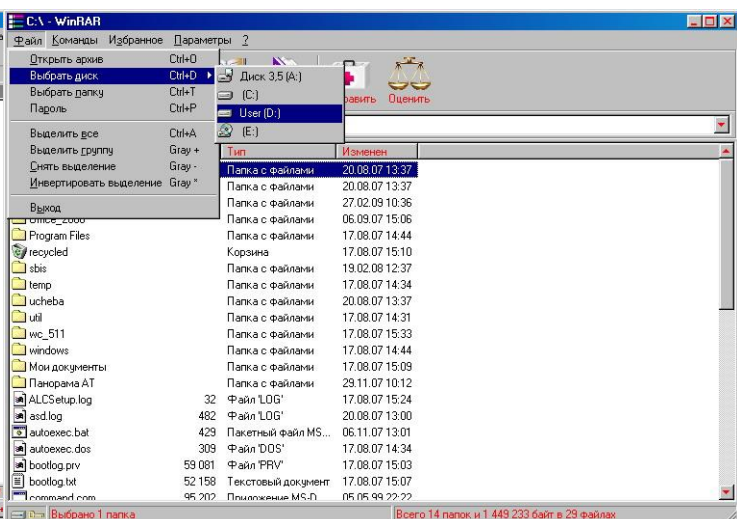 C:\ - WinRAR
Файл Команды Избранное Параметры ?
Открыть архив Ctrl+O
Выбрать диск Ctrl+D
Выбрать папку Ctrl+T
Пароль Ctrl+P
Выделить все Ctrl+A
Выделить группу Gray +
Снять выделение Gray -
Инвертировать выделение Gray *
Выход
Диск 3,5 (A:)
(C:)
User (D:)
(E:)
Оценить
Тип Изменен
Папка с файлами 20.08.07 13:37
Папка с файлами 20.08.07 13:37
Папка с файлами 27.02.09 10:36
Office_2000 Папка с файлами 06.09.07 15:06
Program Files Папка с файлами 17.08.07 14:44
recycled Корзина 17.08.07 15:10
sbis Папка с файлами 19.02.08 12:37
temp Папка с файлами 17.08.07 14:34
ucheba Папка с файлами 20.08.07 13:37
util Папка с файлами 17.08.07 14:31
wc_511 Папка с файлами 17.08.07 15:33
windows Папка с файлами 17.08.07 14:44
Мои документы Папка с файлами 17.08.07 15:09
Панорама АТ Папка с файлами 29.11.07 10:12
ALCSetup.log 32 Файл 'LOG' 17.08.07 15:24
asd.log 482 Файл 'LOG' 20.08.07 13:00
autoexec.bat 429 Пакетный файл MS... 06.11.07 13:01
autoexec.dos 309 Файл 'DOS' 17.08.07 14:34
bootlog.prv 59 081 Файл 'PRV' 17.08.07 15:03
bootlog.txt 52 158 Текстовый документ 17.08.07 15:07
command.com 95 202 Приложение MS-D 05.05.99 22:22
Выбрано 1 папка Всего 14 папок и 1 449 233 байт в 29 файлах